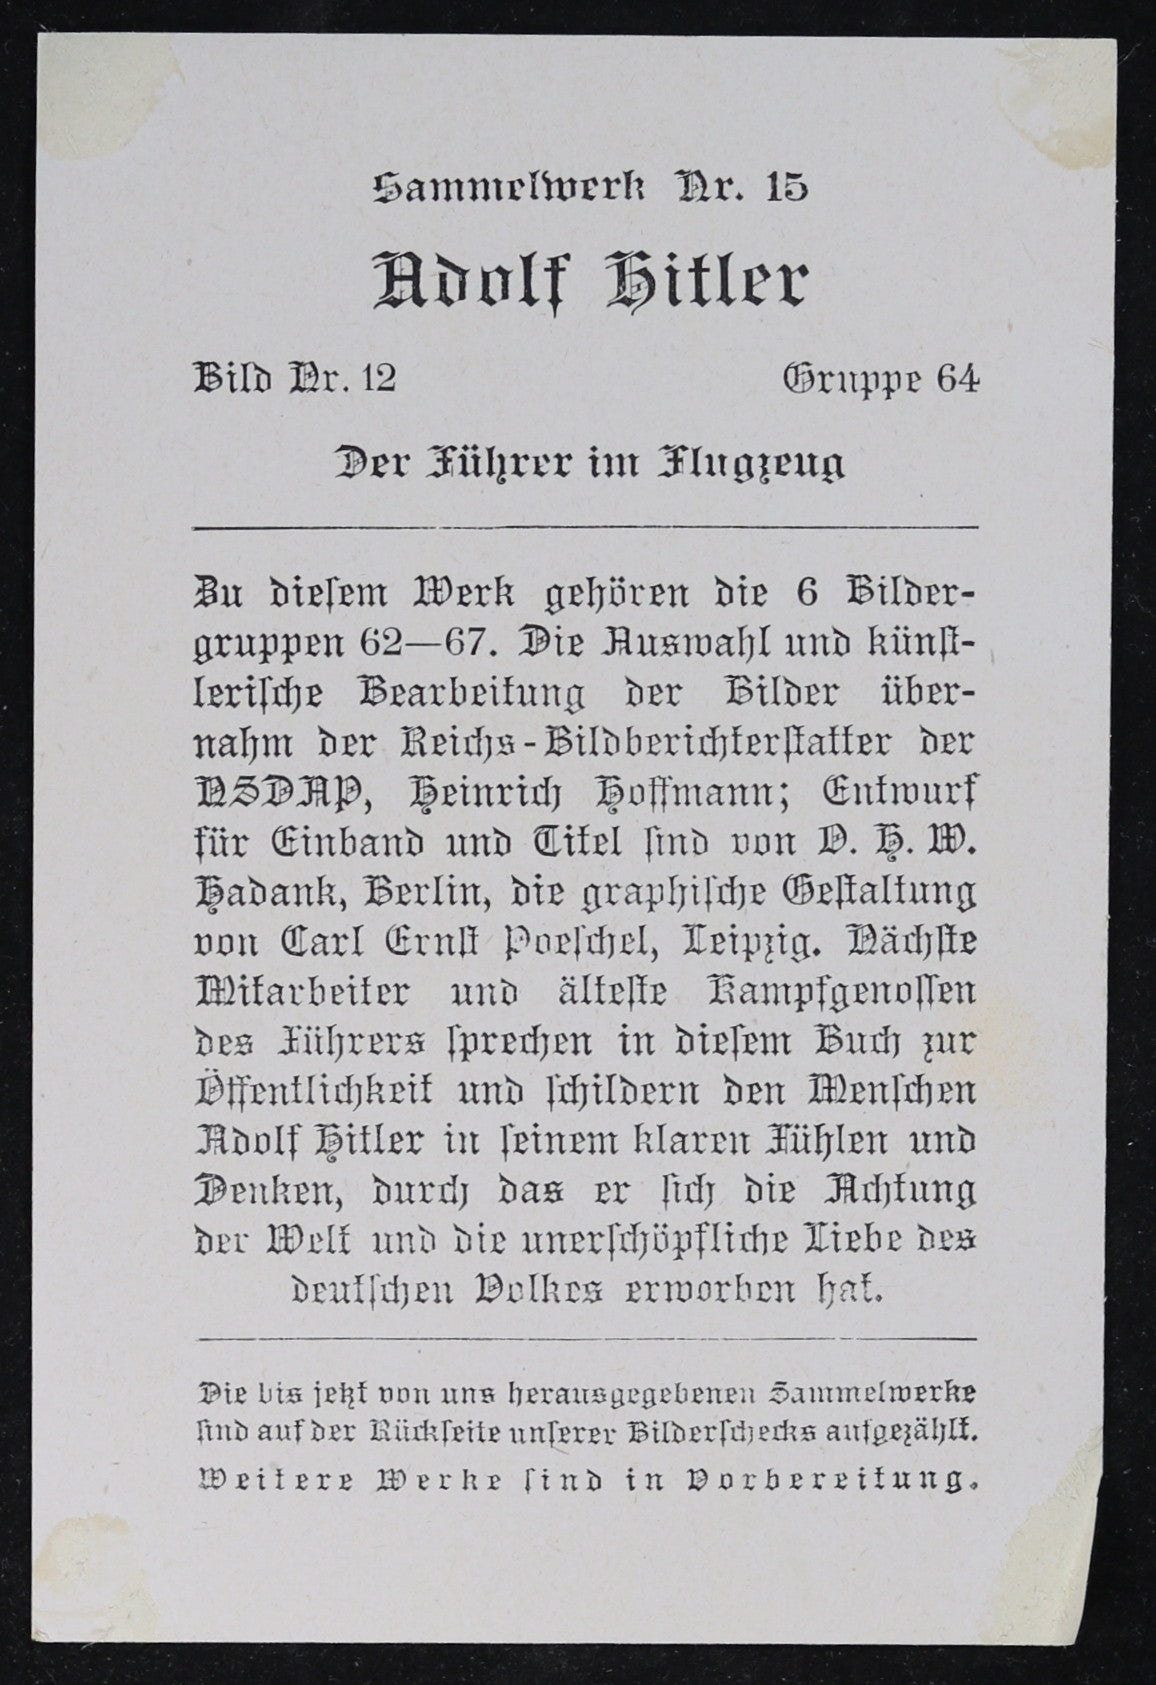 Sammelwerk Nr. 15
Adolf Hitler
Bild Nr. 12 Gruppe 64
Der Führer im Flugzeug
Zu diesem Werk gehören die 6 Bilder-
gruppen 62—67. Die Auswahl und künst-
lerische Bearbeitung der Bilder über-
nahm der Reichs-Bildberichterstatter der
NSDAP, Heinrich Hoffmann; Entwurf
für Einband und Titel sind von O. H. W.
Hadank, Berlin, die graphische Gestaltung
von Carl Ernst Poeschel, Leipzig. Nächste
Mitarbeiter und älteste Kampfgenossen
des Führers sprechen in diesem Buch zur
Öffentlichkeit und schildern den Menschen
Adolf Hitler in seinem klaren Fühlen und
Denken, durch das er sich die Achtung
der Welt und die unerschöpfliche Liebe des
deutschen Volkes erworben hat.
Die bis jetzt von uns herausgegebenen Sammelwerke
sind auf der Rückseite unserer Bilderschecks aufgezählt.
Weitere Werke sind in Vorbereitung.